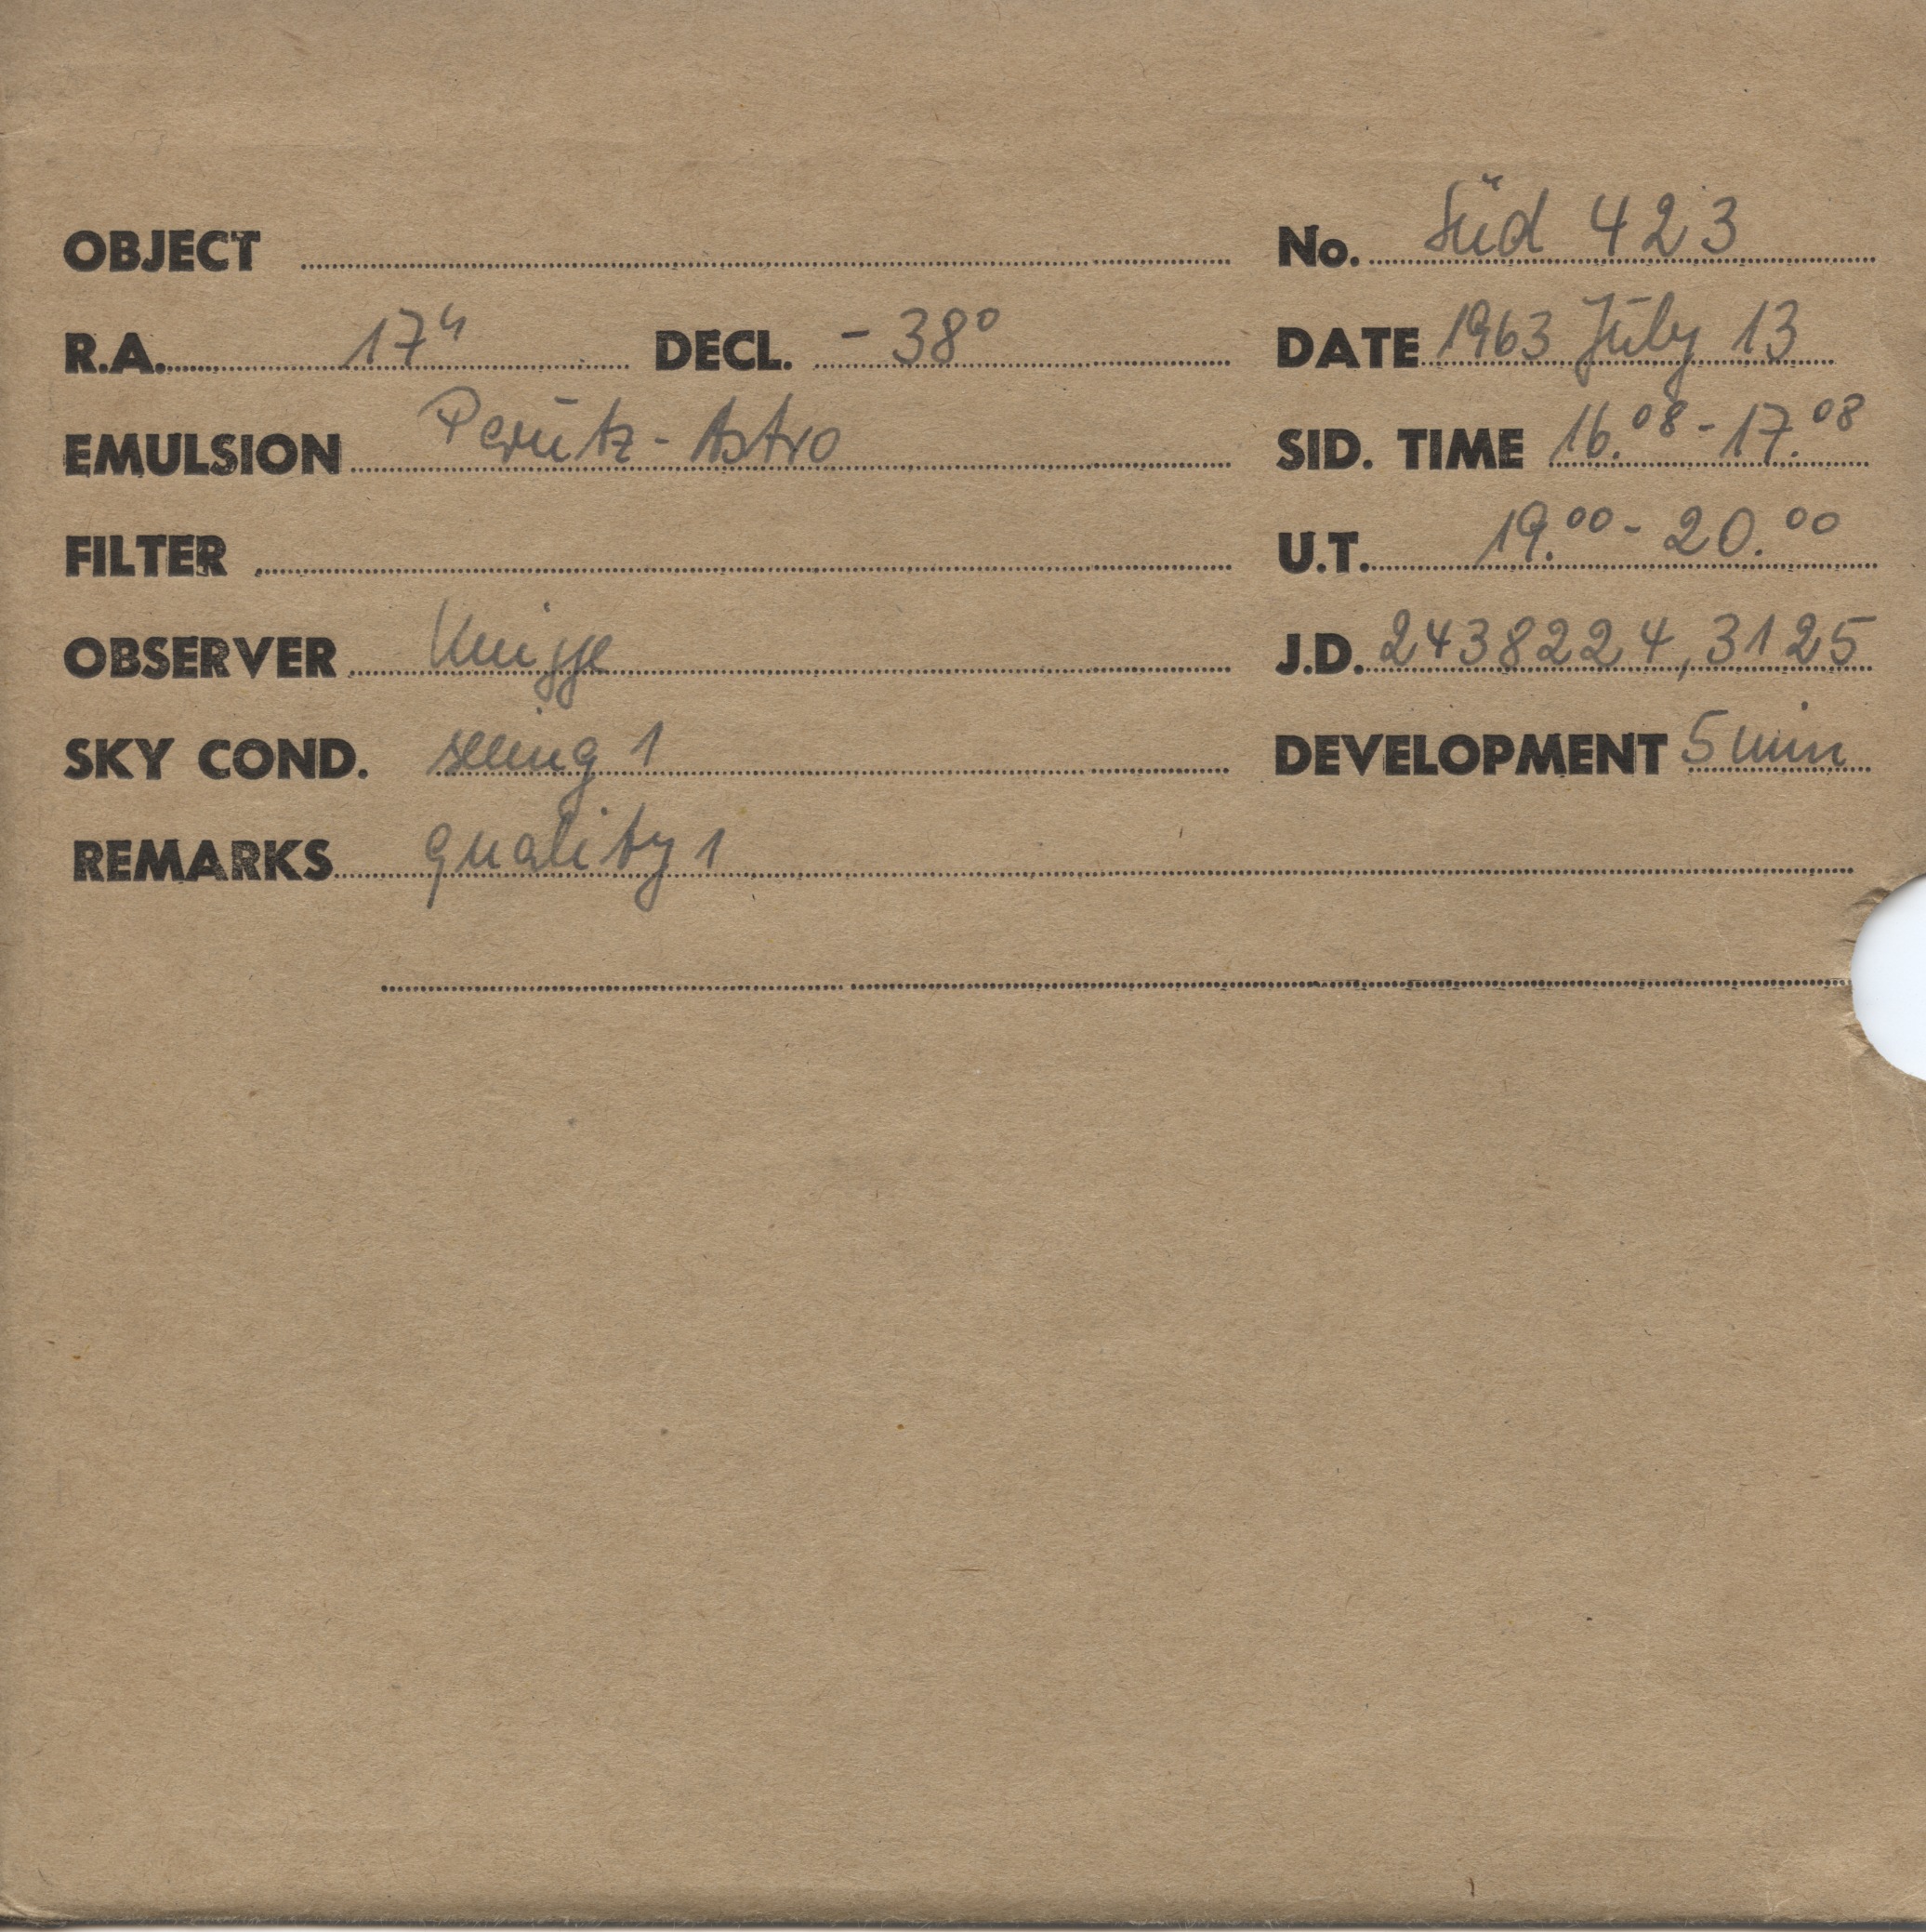 OBJECT No. Süd 423
R.A. 17h DECL. - 38° DATE 1963 July 13
EMULSION Perutz - Astro SID. TIME 16.08 - 17.08
FILTER U.T. 19.00 - 20.00
OBSERVER Knigge J.D. 2438224,3125
SKY COND. seeing 1 DEVELOPMENT 5 min
REMARKS quality 1